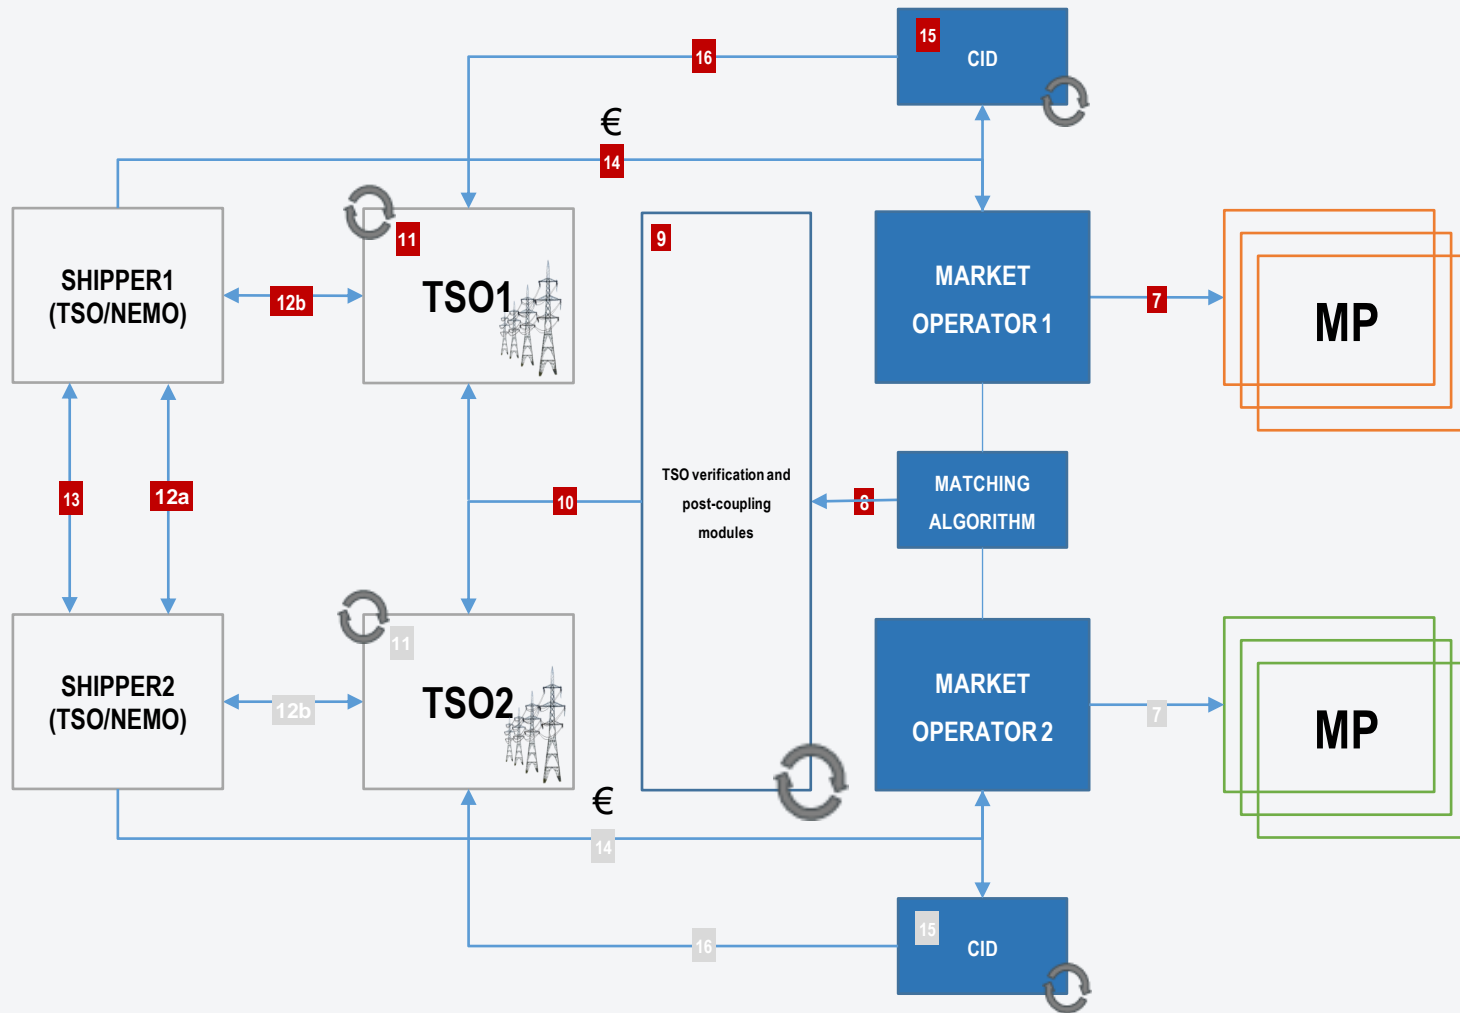 15
CID
16
€
14
SHIPPER1
(TSO/NEMO)
12b
11
TSO1
9
MARKET
OPERATOR 1
7
MP
13
12a
10
TSO verification and
post-coupling
modules
8
MATCHING
ALGORITHM
SHIPPER2
(TSO/NEMO)
12b
11
TSO2
MARKET
OPERATOR 2
7
MP
€
14
15
CID
16